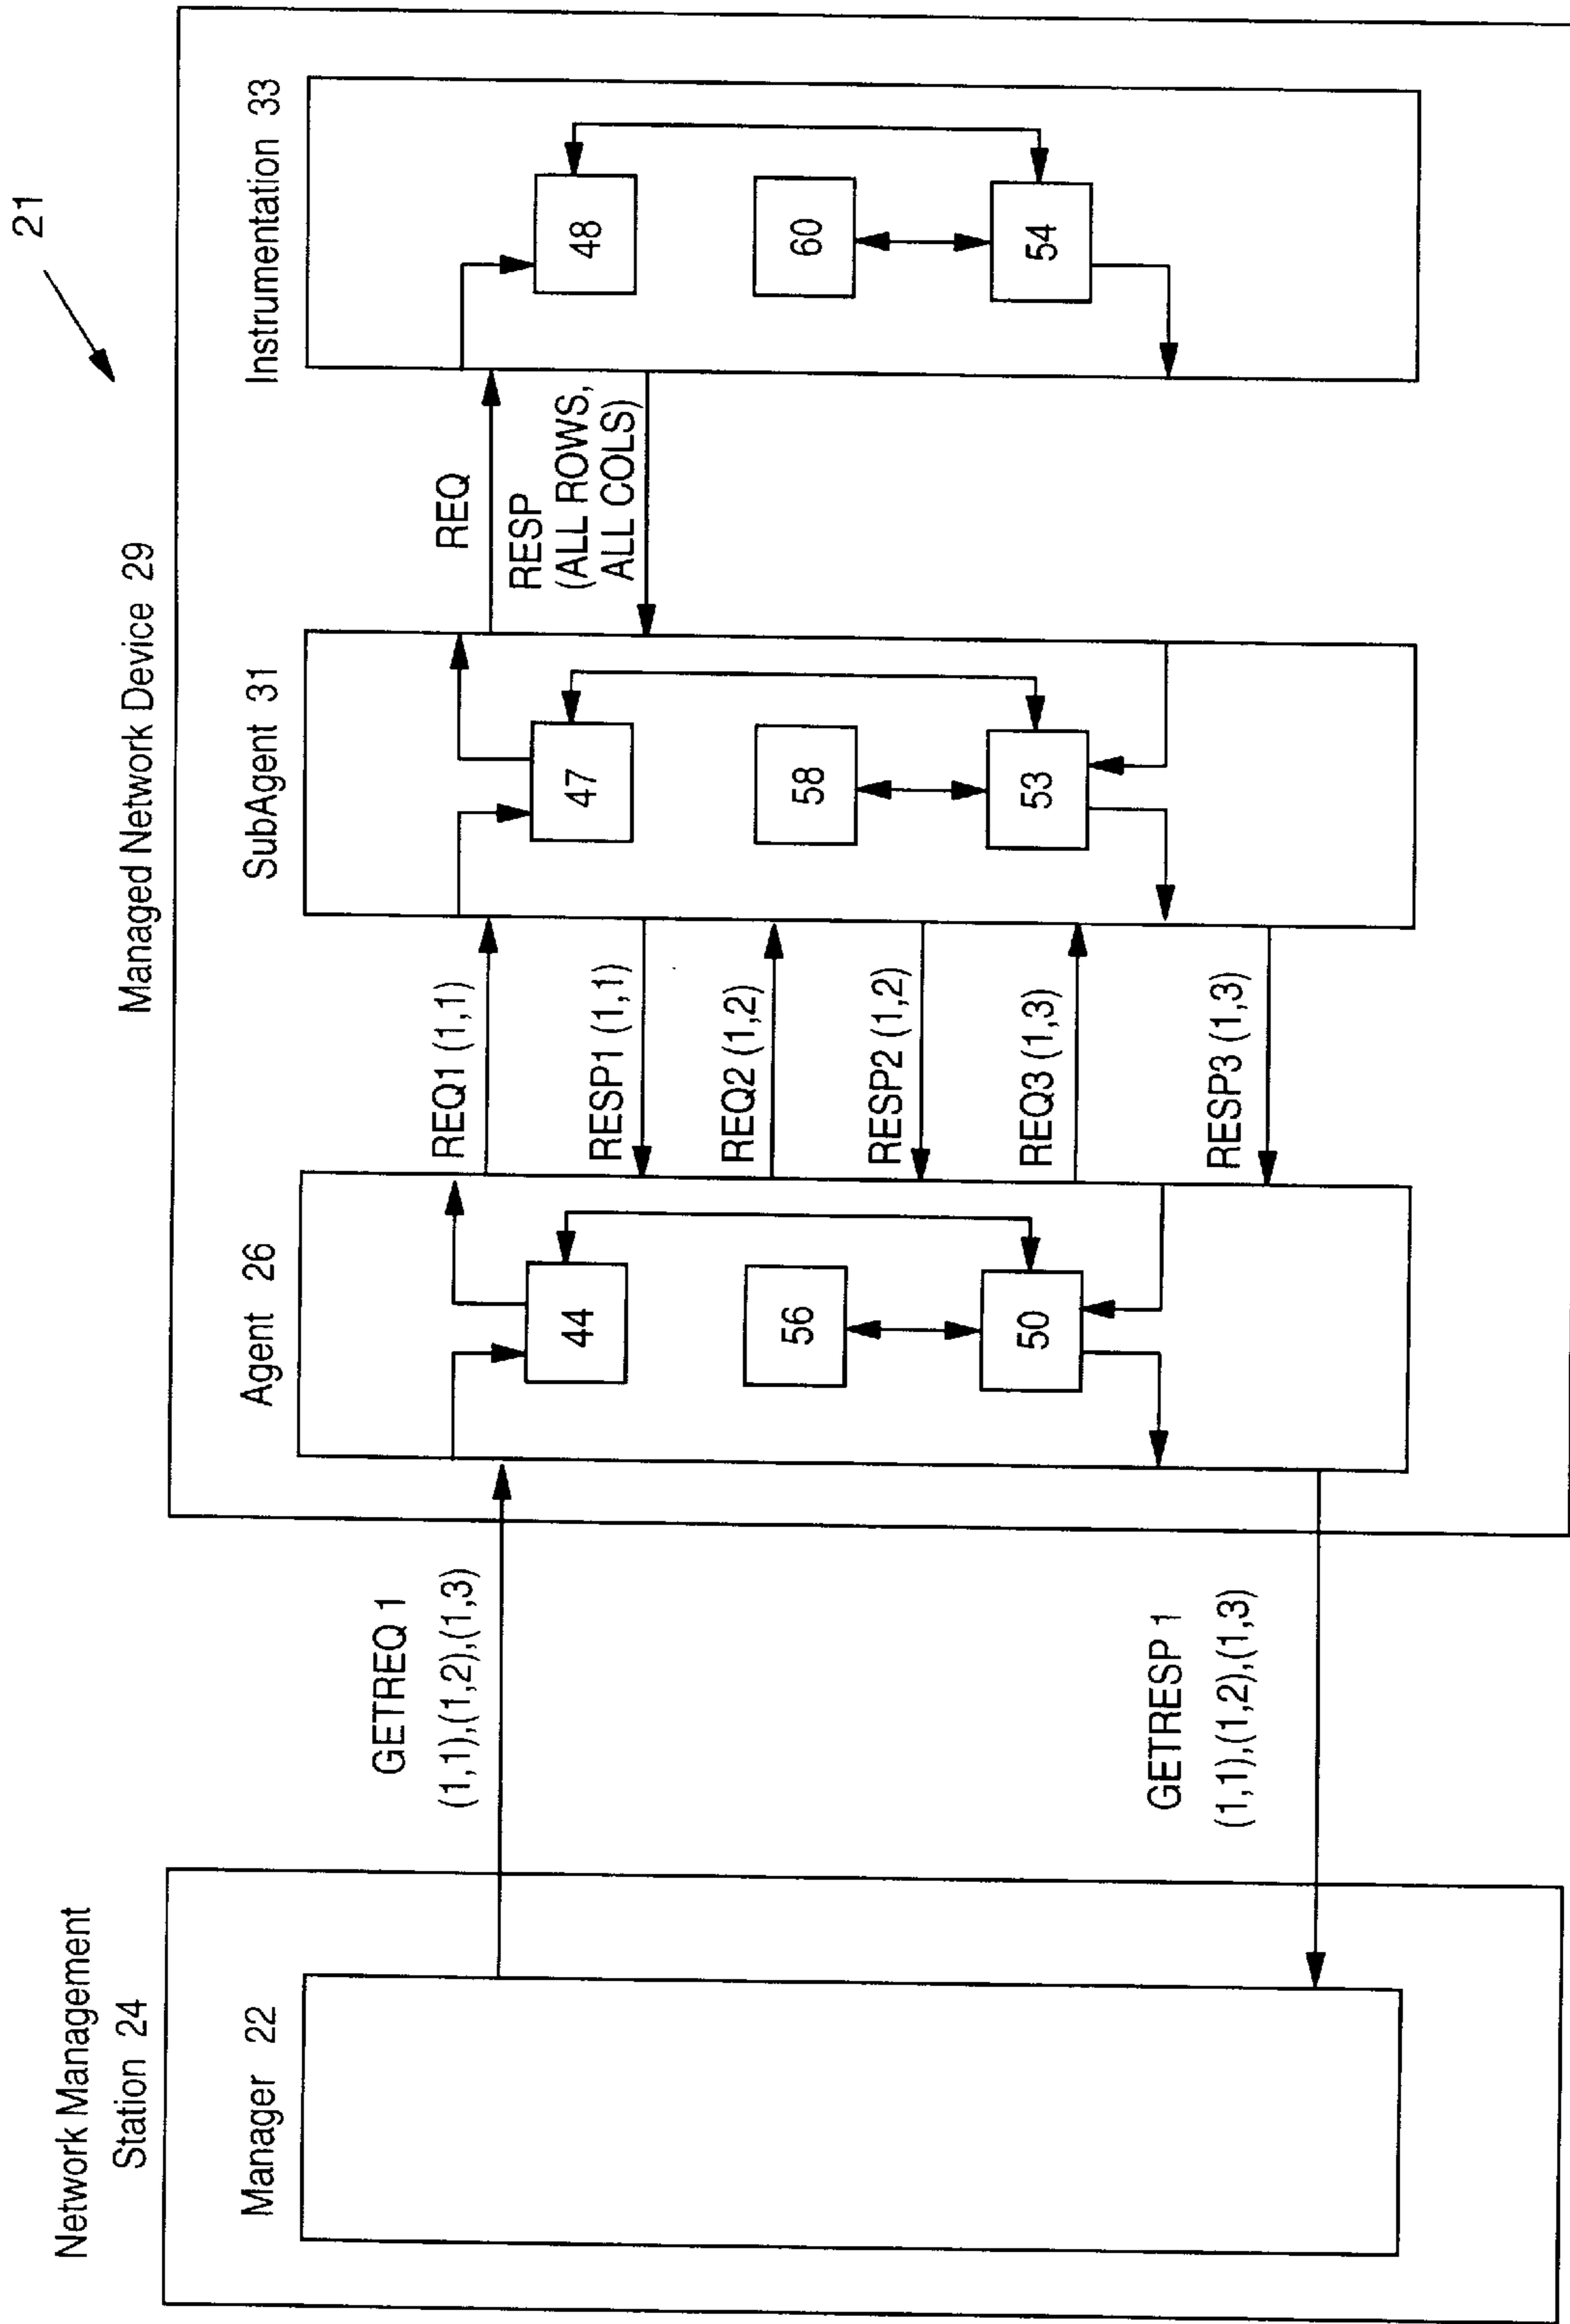 21
Network Management
Station 24
Manager 22
GETREQ 1
(1,1),(1,2),(1,3)
GETRESP 1
(1,1),(1,2),(1,3)
Managed Network Device 29
Agent 26
44
56
50
REQ1 (1,1)
RESP1 (1,1)
REQ2 (1,2)
RESP2 (1,2)
REQ3 (1,3)
RESP3 (1,3)
SubAgent 31
47
58
53
REQ
RESP
(ALL ROWS,
ALL COLS)
Instrumentation 33
48
60
54